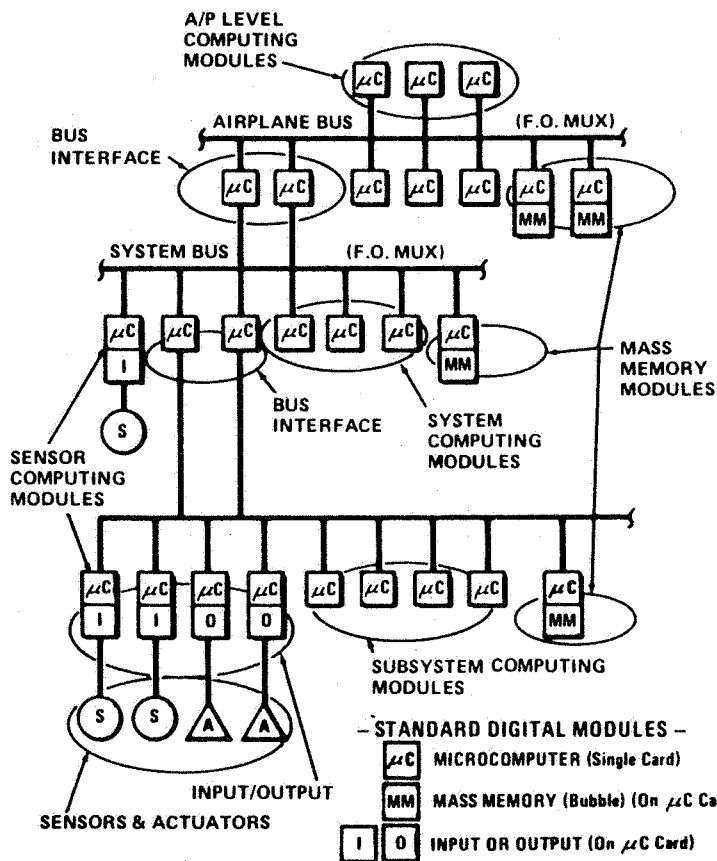 A/P LEVEL
COMPUTING
MODULES
μC μC μC
AIRPLANE BUS (F.O. MUX)
BUS
INTERFACE
μC μC μC μC μC μC μC
MM MM
SYSTEM BUS (F.O. MUX)
μC μC μC μC μC μC μC
I MM
MASS
MEMORY
MODULES
S
BUS
INTERFACE
SYSTEM
COMPUTING
MODULES
SENSOR
COMPUTING
MODULES
μC μC μC μC μC μC μC μC μC
I I O O MM
SUBSYSTEM COMPUTING
MODULES
S S A A
INPUT/OUTPUT
SENSORS & ACTUATORS
– STANDARD DIGITAL MODULES –
μC MICROCOMPUTER (Single Card)
MM MASS MEMORY (Bubble) (On μC Ca
I O INPUT OR OUTPUT (On μC Card)